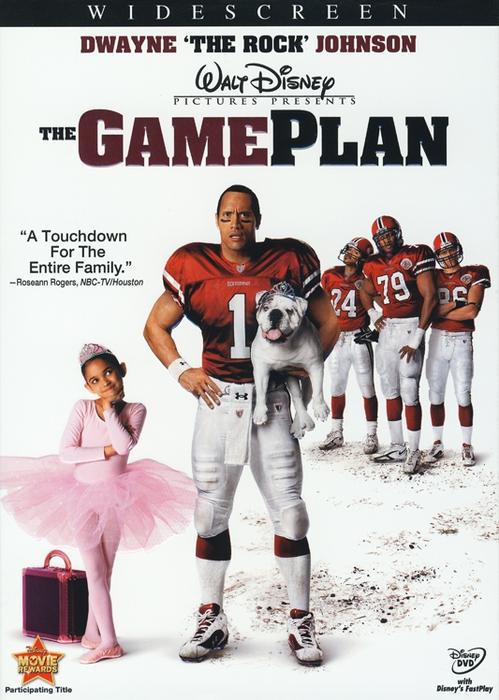 WIDESCREEN
DWAYNE 'THE ROCK' JOHNSON
WALT DISNEY
PICTURES PRESENTS
THE GAME PLAN
"A Touchdown
For The
Entire Family."
—Roseann Rogers, NBC-TV/Houston
1
24
79
86
Disney
MOVIE
REWARDS
Participating Title
Disney
DVD
with
Disney's FastPlay